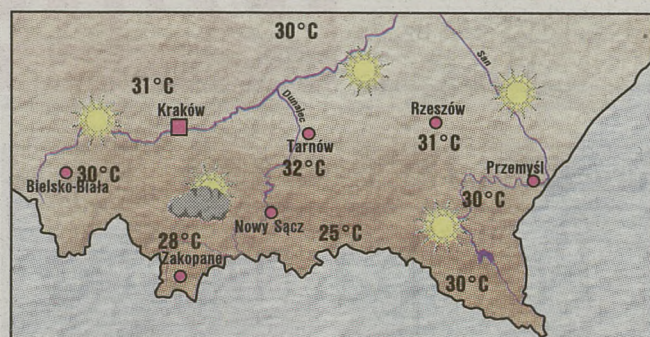 30°C
San
31°C
Kraków
Dunajec
Rzeszów
Tarnów
31°C
Przemyśl
30°C
32°C
Bielsko-Biała
30°C
Nowy Sącz
28°C
25°C
Zakopane
30°C